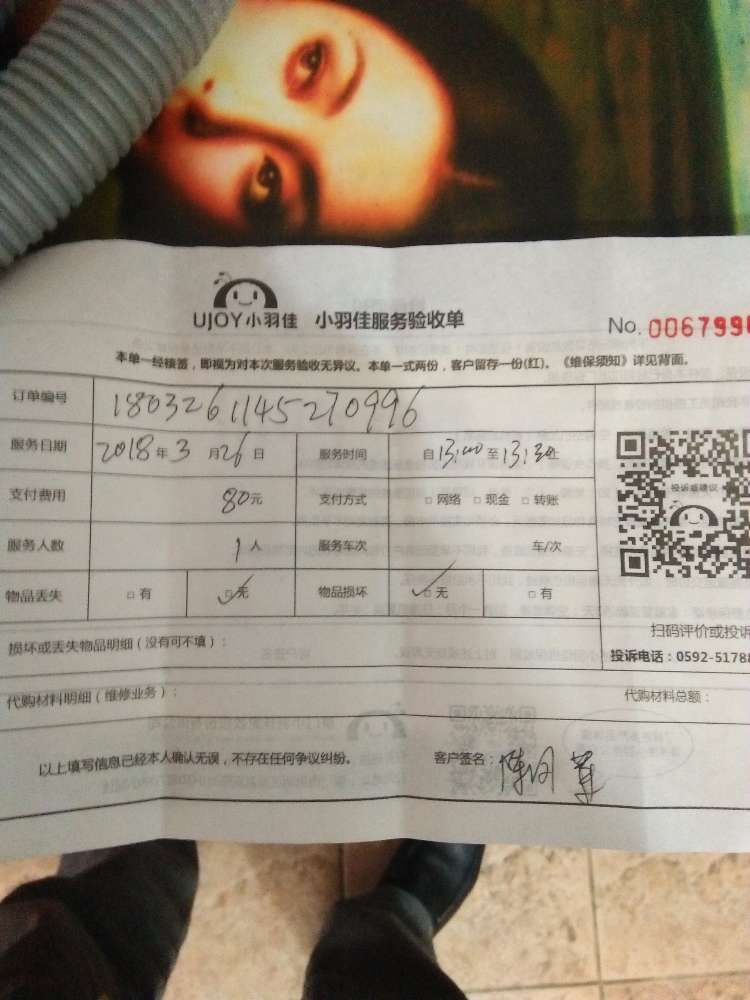 UJOY小羽佳 小羽佳服务验收单
No. 006799
本单一经核签，即视为对本次服务验收无异议。本单一式两份，客户留存一份(红)。《维保须知》详见背面。
订单编号 1803261145270996
服务日期 2018年3月26日 服务时间 自13:00至13:30止
支付费用 80元 支付方式 □网络 □现金 □转账
投诉或建议
服务人数 1人 服务车次 车/次
物品丢失 □有 □无 物品损坏 □无 □有
扫码评价或投诉
损坏或丢失物品明细（没有可不填）：
投诉电话：0592-51788
代购材料明细（维修业务）： 代购材料总额：
以上填写信息已经本人确认无误，不存在任何争议纠纷。 客户签名：陈